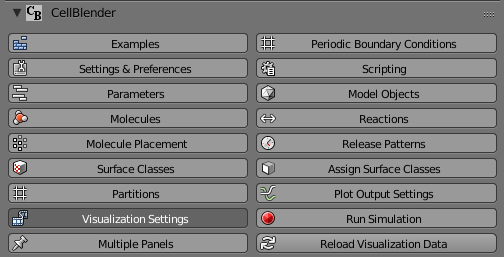 CB CellBlender
Examples Periodic Boundary Conditions
Settings & Preferences Scripting
Parameters Model Objects
Molecules Reactions
Molecule Placement Release Patterns
Surface Classes Assign Surface Classes
Partitions Plot Output Settings
Visualization Settings Run Simulation
Multiple Panels Reload Visualization Data